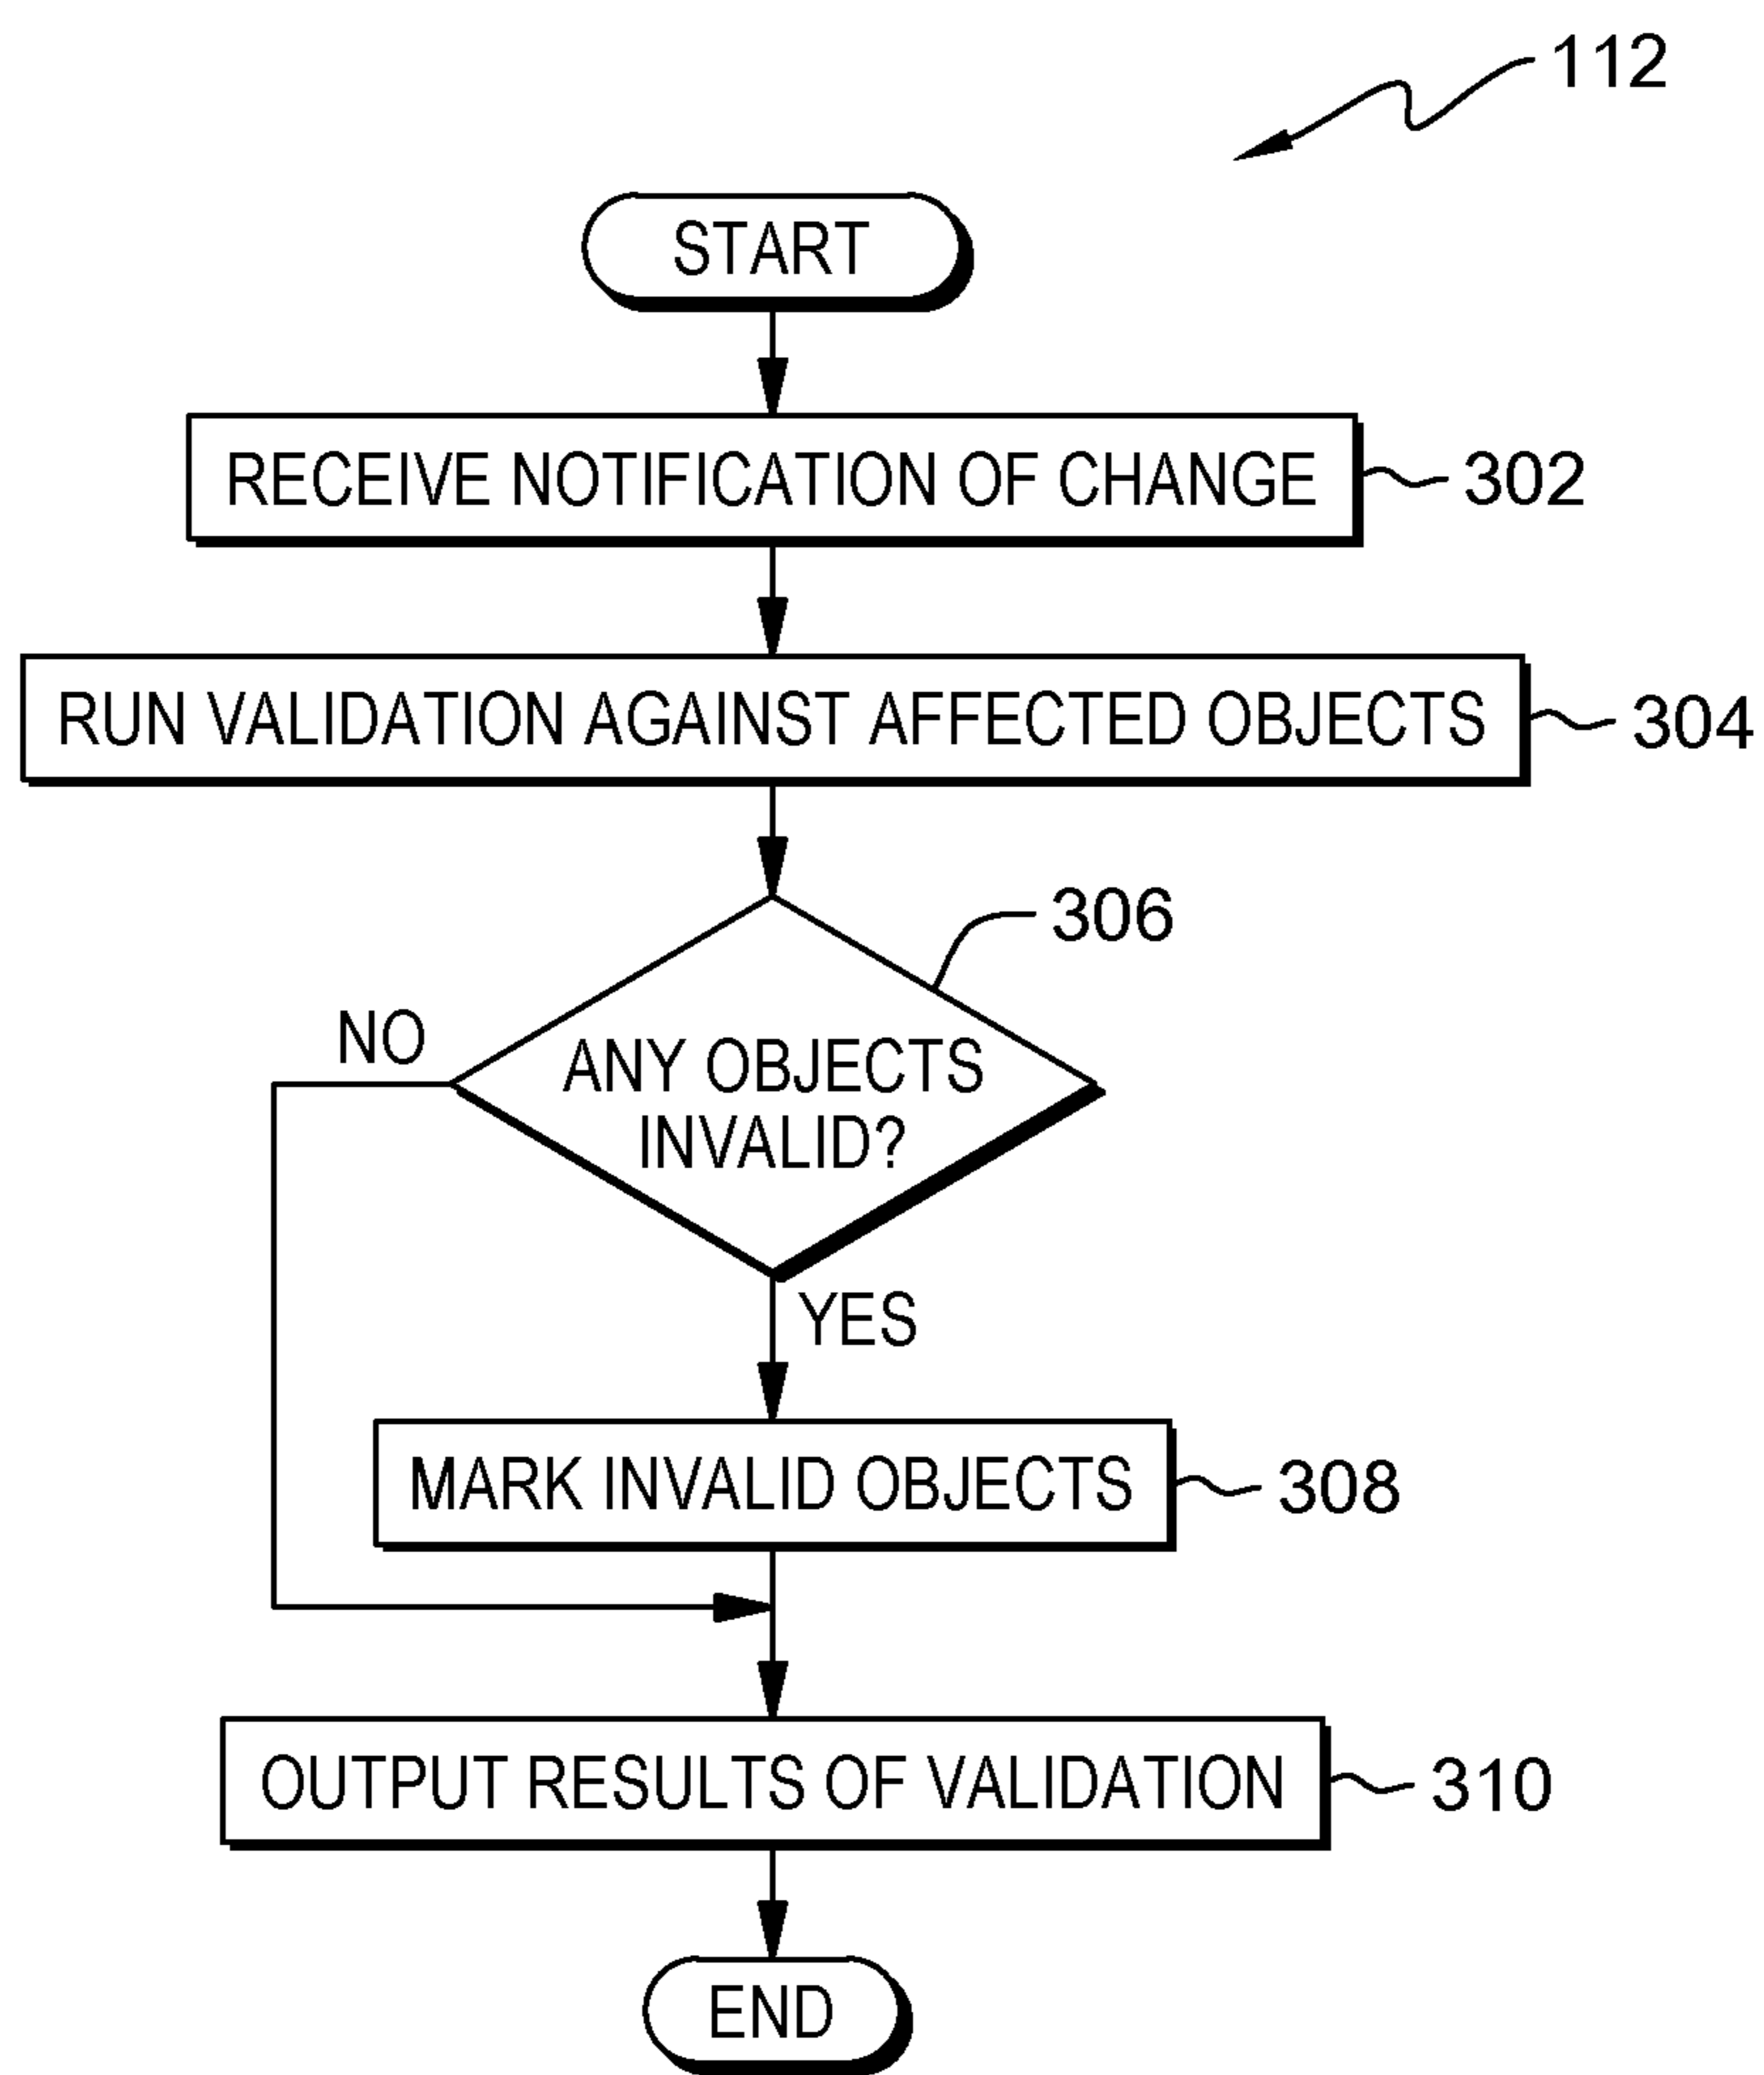 112
START
RECEIVE NOTIFICATION OF CHANGE
302
RUN VALIDATION AGAINST AFFECTED OBJECTS
304
306
NO
ANY OBJECTS
INVALID?
YES
MARK INVALID OBJECTS
308
OUTPUT RESULTS OF VALIDATION
310
END